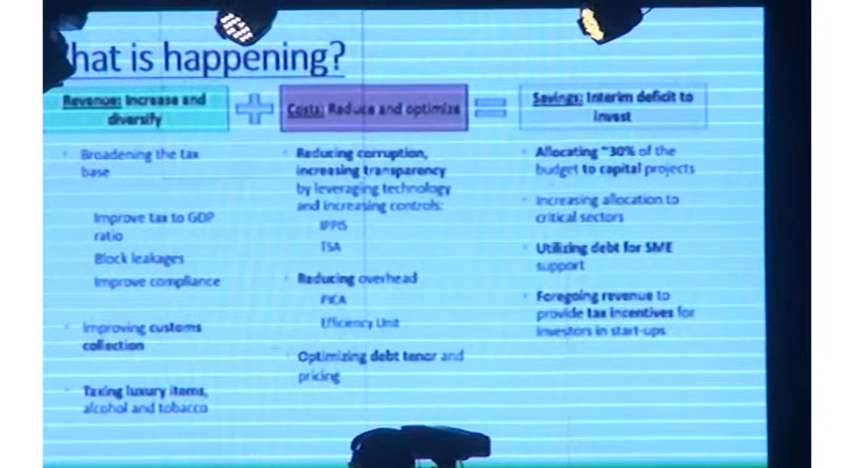 hat is happening?
Revenue: Increase and
diversify
Costs: Reduce and optimize
Savings: Interim deficit to
invest
Broadening the tax
base
Improve tax to GDP
ratio
Block leakages
Improve compliance
Improving customs
collection
Taxing luxury items,
alcohol and tobacco
Reducing corruption,
increasing transparency
by leveraging technology
and increasing controls:
IPPIS
TSA
Reducing overhead
PICA
Efficiency Unit
Optimizing debt tenor and
pricing
Allocating ~30% of the
budget to capital projects
Increasing allocation to
critical sectors
Utilizing debt for SME
support
Foregoing revenue to
provide tax incentives for
investors in start-ups